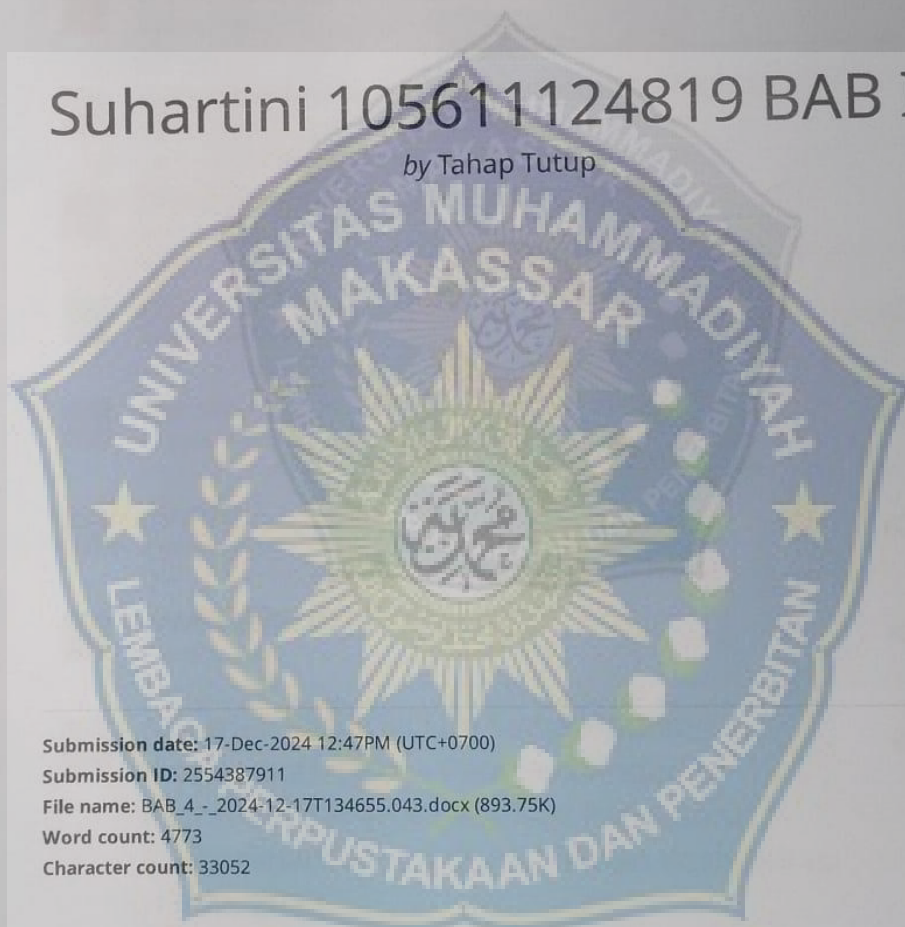 Suhartini 105611124819 BAB
by Tahap Tutup
UNIVERSITAS MUHAMMADIYAH
MAKASSAR
LEMBAGA PERPUSTAKAAN DAN PENERBITAN
Submission date: 17-Dec-2024 12:47PM (UTC+0700)
Submission ID: 2554387911
File name: BAB_4_-_2024-12-17T134655.043.docx (893.75K)
Word count: 4773
Character count: 33052